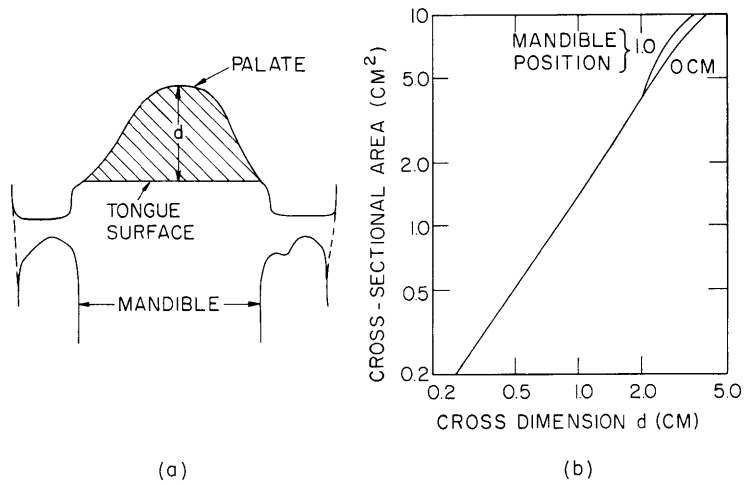 PALATE
d
TONGUE
SURFACE
MANDIBLE
(a)
CROSS-SECTIONAL AREA (CM²)
10
5.0
2.0
1.0
0.5
0.2
MANDIBLE
POSITION } 1.0
0 CM
0.2 0.5 1.0 2.0 5.0
CROSS DIMENSION d (CM)
(b)